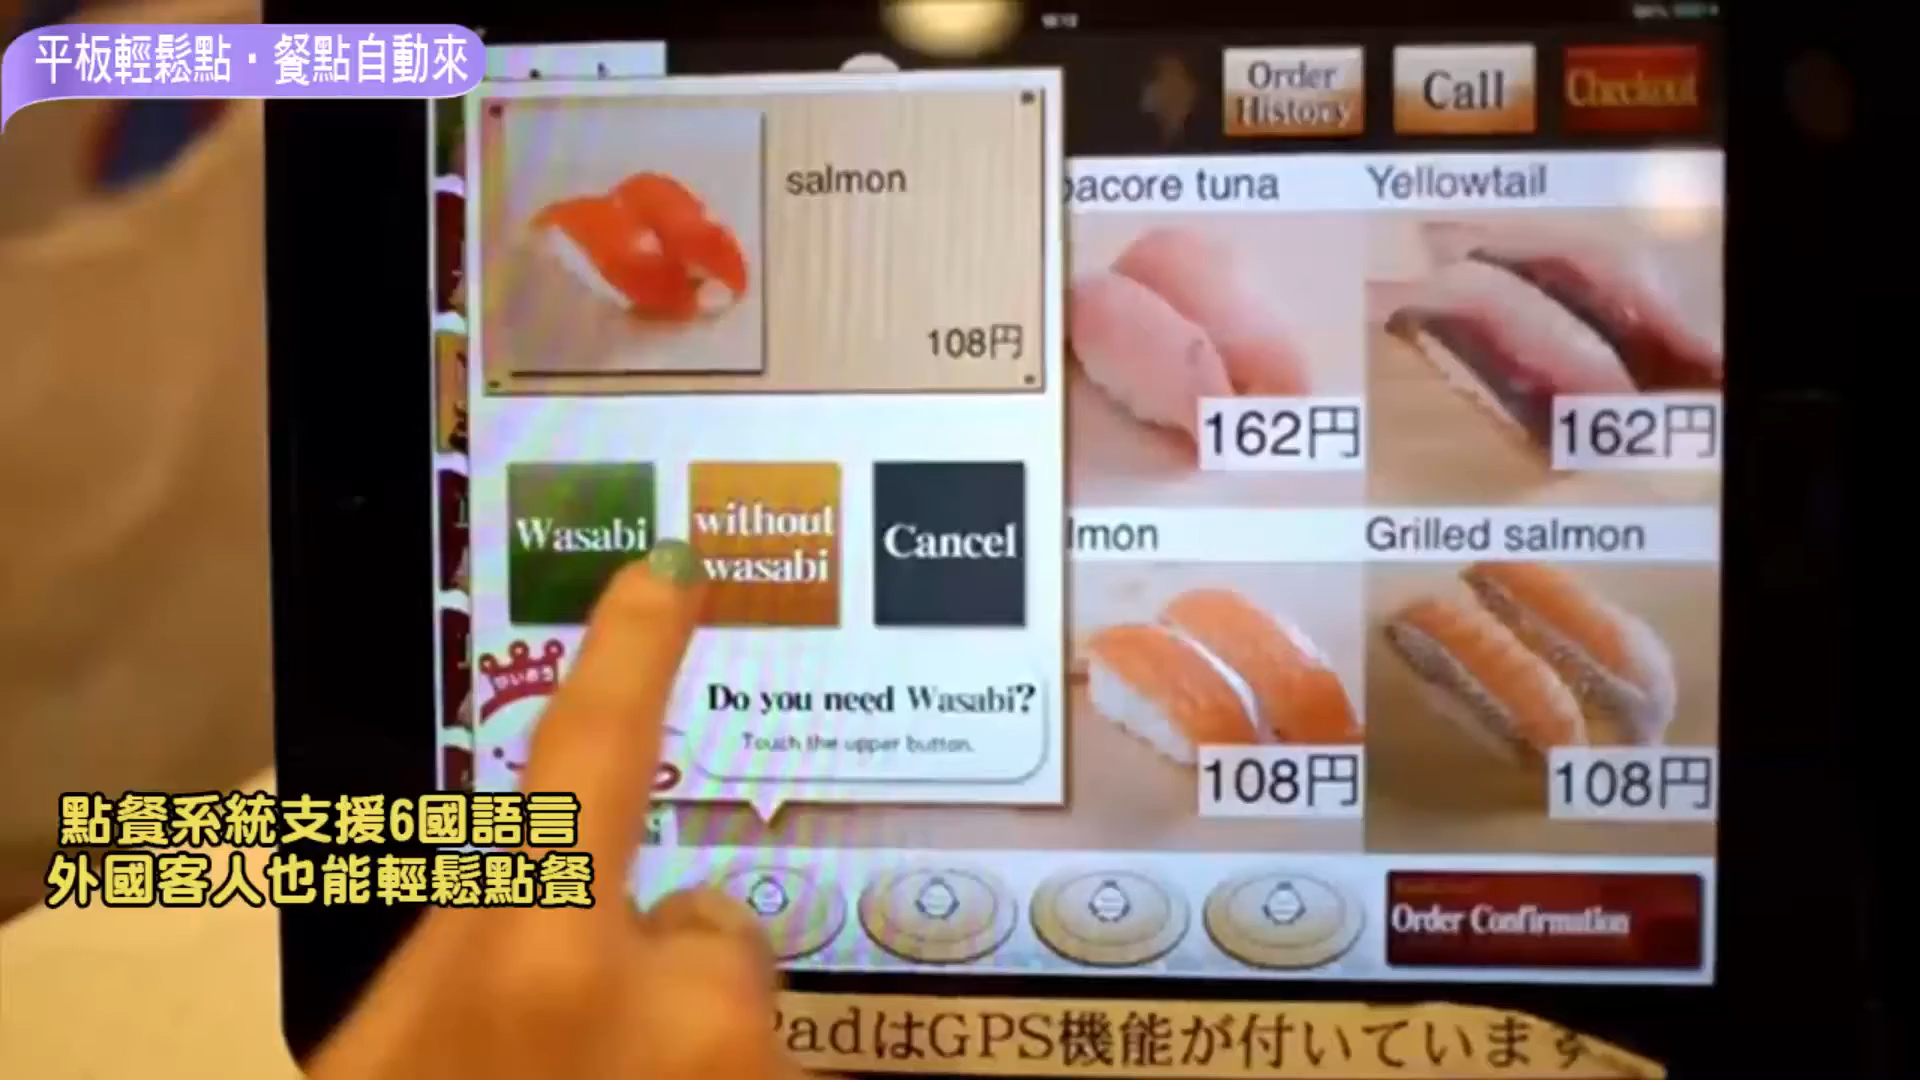 平板輕鬆點·餐點自動來
Order
History
Call
Checkout
salmon
108円
acore tuna
Yellowtail
162円
162円
Wasabi
without
wasabi
Cancel
lmon
Grilled salmon
Do you need Wasabi?
Touch the upper button.
108円
108円
點餐系統支援6國語言
外國客人也能輕鬆點餐
Order Confirmation
PadはGPS機能が付いています